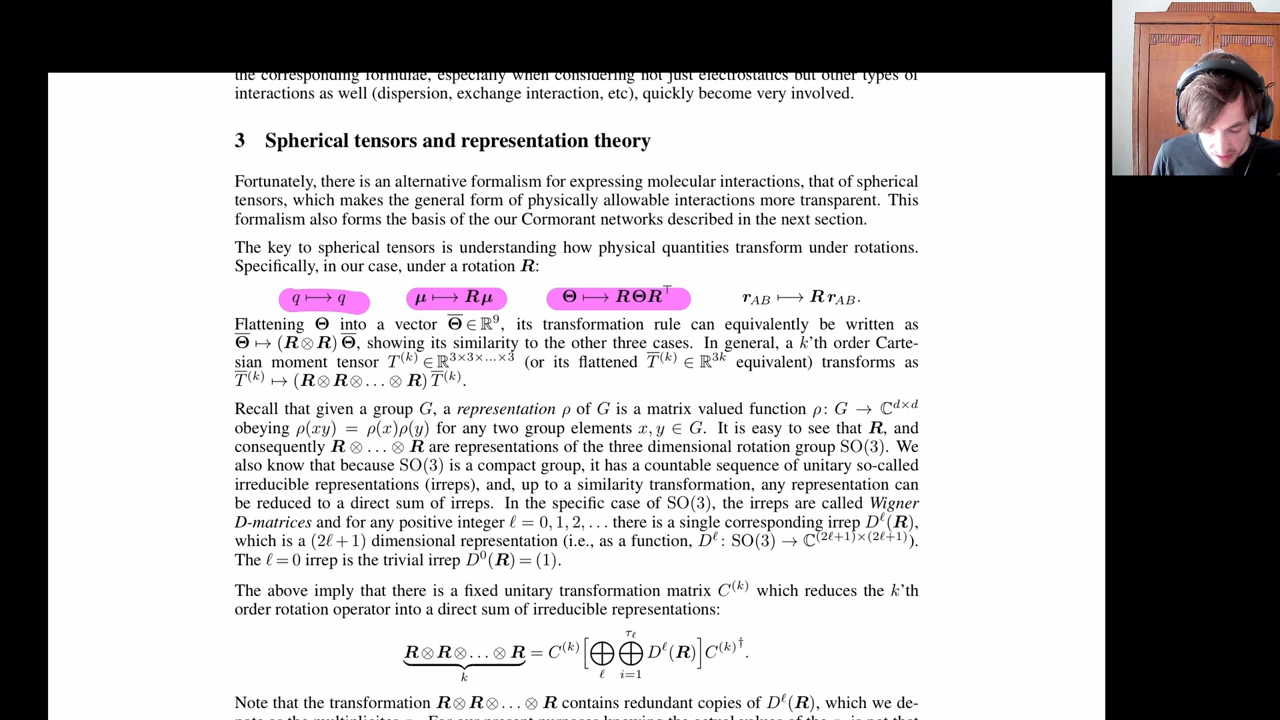 the corresponding formulae, especially when considering not just electrostatics but other types of
interactions as well (dispersion, exchange interaction, etc), quickly become very involved.
3 Spherical tensors and representation theory
Fortunately, there is an alternative formalism for expressing molecular interactions, that of spherical
tensors, which makes the general form of physically allowable interactions more transparent. This
formalism also forms the basis of the our Cormorant networks described in the next section.
The key to spherical tensors is understanding how physical quantities transform under rotations.
Specifically, in our case, under a rotation R:
q ⟼ q   μ ⟼ Rμ   Θ ⟼ RΘR^⊤   r_AB ⟼ R r_AB.
Flattening Θ into a vector Θ̅ ∈ ℝ⁹, its transformation rule can equivalently be written as
Θ̅ ↦ (R⊗R) Θ̅, showing its similarity to the other three cases. In general, a k'th order Carte-
sian moment tensor T^(k) ∈ ℝ^{3×3×...×3} (or its flattened T̅^(k) ∈ ℝ^{3k} equivalent) transforms as
T̅^(k) ↦ (R⊗R⊗...⊗R) T̅^(k).
Recall that given a group G, a representation ρ of G is a matrix valued function ρ: G → ℂ^{d×d}
obeying ρ(xy) = ρ(x)ρ(y) for any two group elements x, y ∈ G. It is easy to see that R, and
consequently R ⊗ ... ⊗ R are representations of the three dimensional rotation group SO(3). We
also know that because SO(3) is a compact group, it has a countable sequence of unitary so-called
irreducible representations (irreps), and, up to a similarity transformation, any representation can
be reduced to a direct sum of irreps. In the specific case of SO(3), the irreps are called Wigner
D-matrices and for any positive integer ℓ = 0, 1, 2, ... there is a single corresponding irrep D^ℓ(R),
which is a (2ℓ+1) dimensional representation (i.e., as a function, D^ℓ: SO(3) → ℂ^{(2ℓ+1)×(2ℓ+1)}).
The ℓ = 0 irrep is the trivial irrep D⁰(R) = (1).
The above imply that there is a fixed unitary transformation matrix C^(k) which reduces the k'th
order rotation operator into a direct sum of irreducible representations:
R⊗R⊗...⊗R = C^(k) [⊕_ℓ ⊕_{i=1}^{τ_ℓ} D^ℓ(R)] C^(k)†.
k
Note that the transformation R⊗R⊗...⊗R contains redundant copies of D^ℓ(R), which we de-